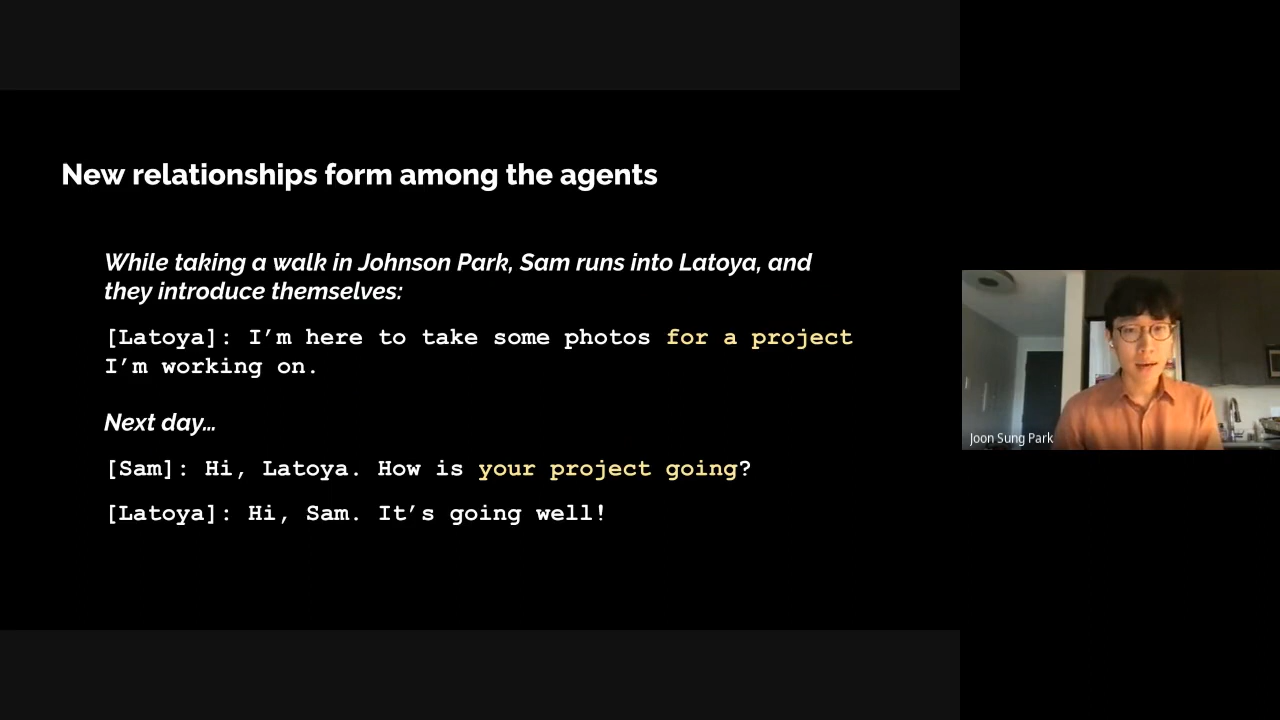 New relationships form among the agents
While taking a walk in Johnson Park, Sam runs into Latoya, and
they introduce themselves:
[Latoya]: I’m here to take some photos for a project
I’m working on.
Next day…
[Sam]: Hi, Latoya. How is your project going?
[Latoya]: Hi, Sam. It’s going well!
Joon Sung Park